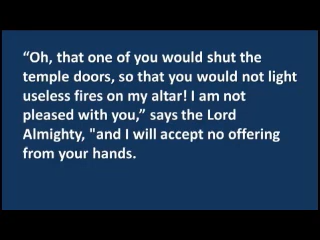 “Oh, that one of you would shut the
temple doors, so that you would not light
useless fires on my altar! I am not
pleased with you,” says the Lord
Almighty, "and I will accept no offering
from your hands.